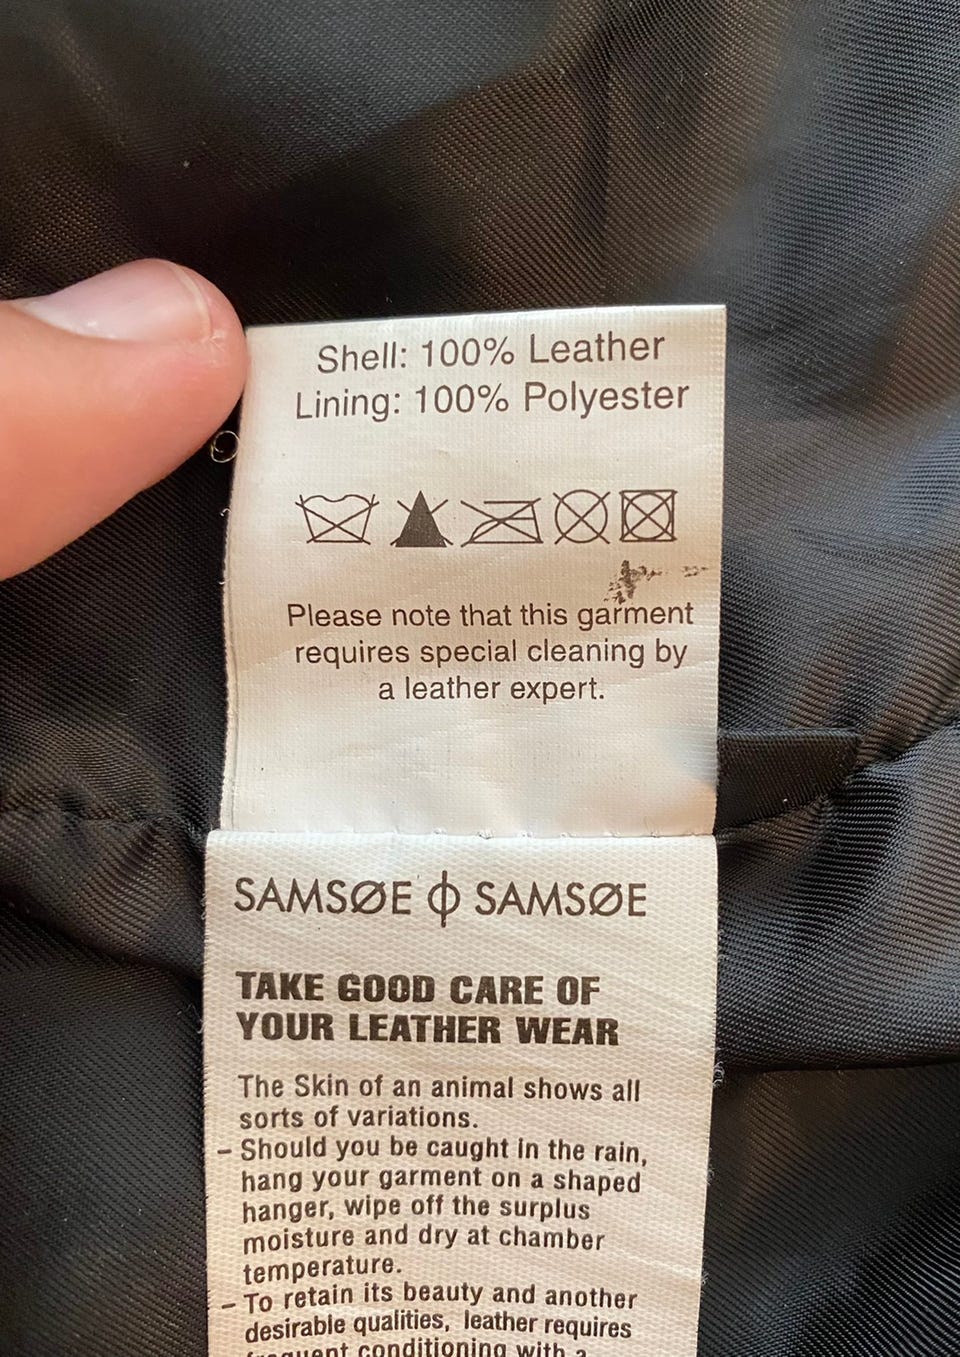 Shell: 100% Leather
Lining: 100% Polyester
Please note that this garment
requires special cleaning by
a leather expert.
SAMSØE ф SAMSØE
TAKE GOOD CARE OF
YOUR LEATHER WEAR
The Skin of an animal shows all
sorts of variations.
– Should you be caught in the rain,
hang your garment on a shaped
hanger, wipe off the surplus
moisture and dry at chamber
temperature.
– To retain its beauty and another
desirable qualities, leather requires
frequent conditioning with a